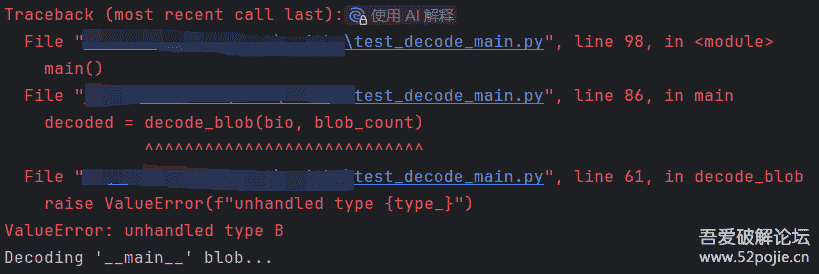 Traceback (most recent call last): 使用 AI 解释
File "\test_decode_main.py", line 98, in <module>
main()
File "test_decode_main.py", line 86, in main
decoded = decode_blob(bio, blob_count)
^^^^^^^^^^^^^^^^^^^^^^^^^^^^
File "test_decode_main.py", line 61, in decode_blob
raise ValueError(f"unhandled type {type_}")
ValueError: unhandled type B
Decoding '__main__' blob...
吾爱破解论坛
www.52pojie.cn